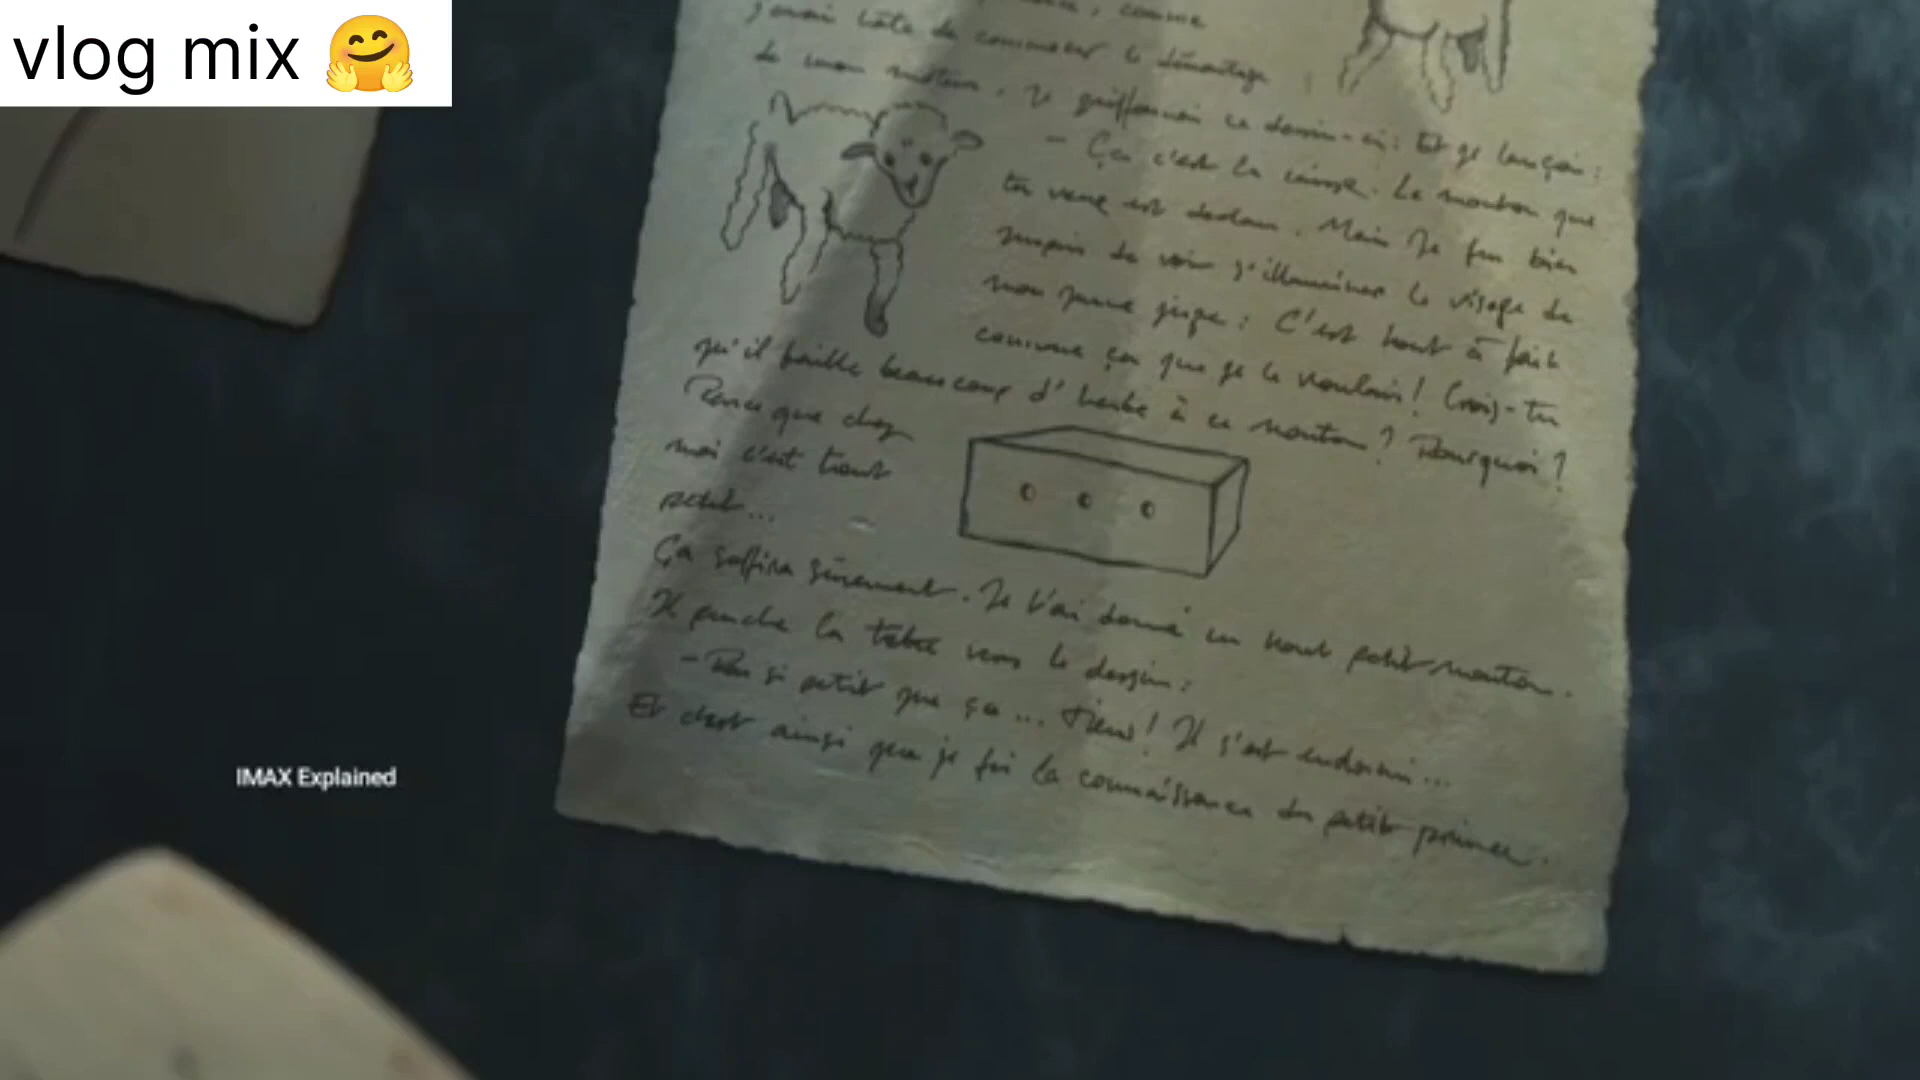 vlog mix 🤗
comme
j'avais hâte de commencer le démontage
de mon moteur, je griffonnai ce dessin-ci : Et je lançai :
– Ça c'est la caisse. Le mouton que
tu veux est dedans. Mais je fus bien
surpris de voir s'illuminer le visage de
mon jeune juge : C'est tout à fait
comme ça que je le voulais ! Crois-tu
qu'il faille beaucoup d'herbe à ce mouton ? Pourquoi ?
Parce que chez
moi c'est tout
petit...
Ça suffira sûrement. Je t'ai donné un tout petit mouton.
Il pencha la tête vers le dessin :
– Pas si petit que ça... Tiens ! Il s'est endormi...
Et c'est ainsi que je fis la connaissance du petit prince.
IMAX Explained